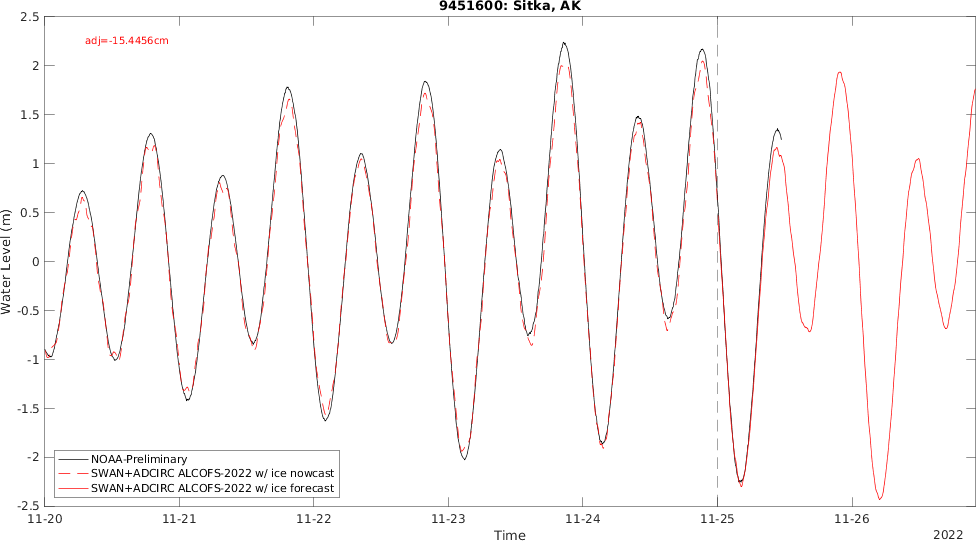 9451600: Sitka, AK
adj=-15.4456cm
2.5
2
1.5
1
0.5
0
-0.5
-1
-1.5
-2
-2.5
Water Level (m)
NOAA-Preliminary
SWAN+ADCIRC ALCOFS-2022 w/ ice nowcast
SWAN+ADCIRC ALCOFS-2022 w/ ice forecast
11-20 11-21 11-22 11-23 11-24 11-25 11-26
Time
2022